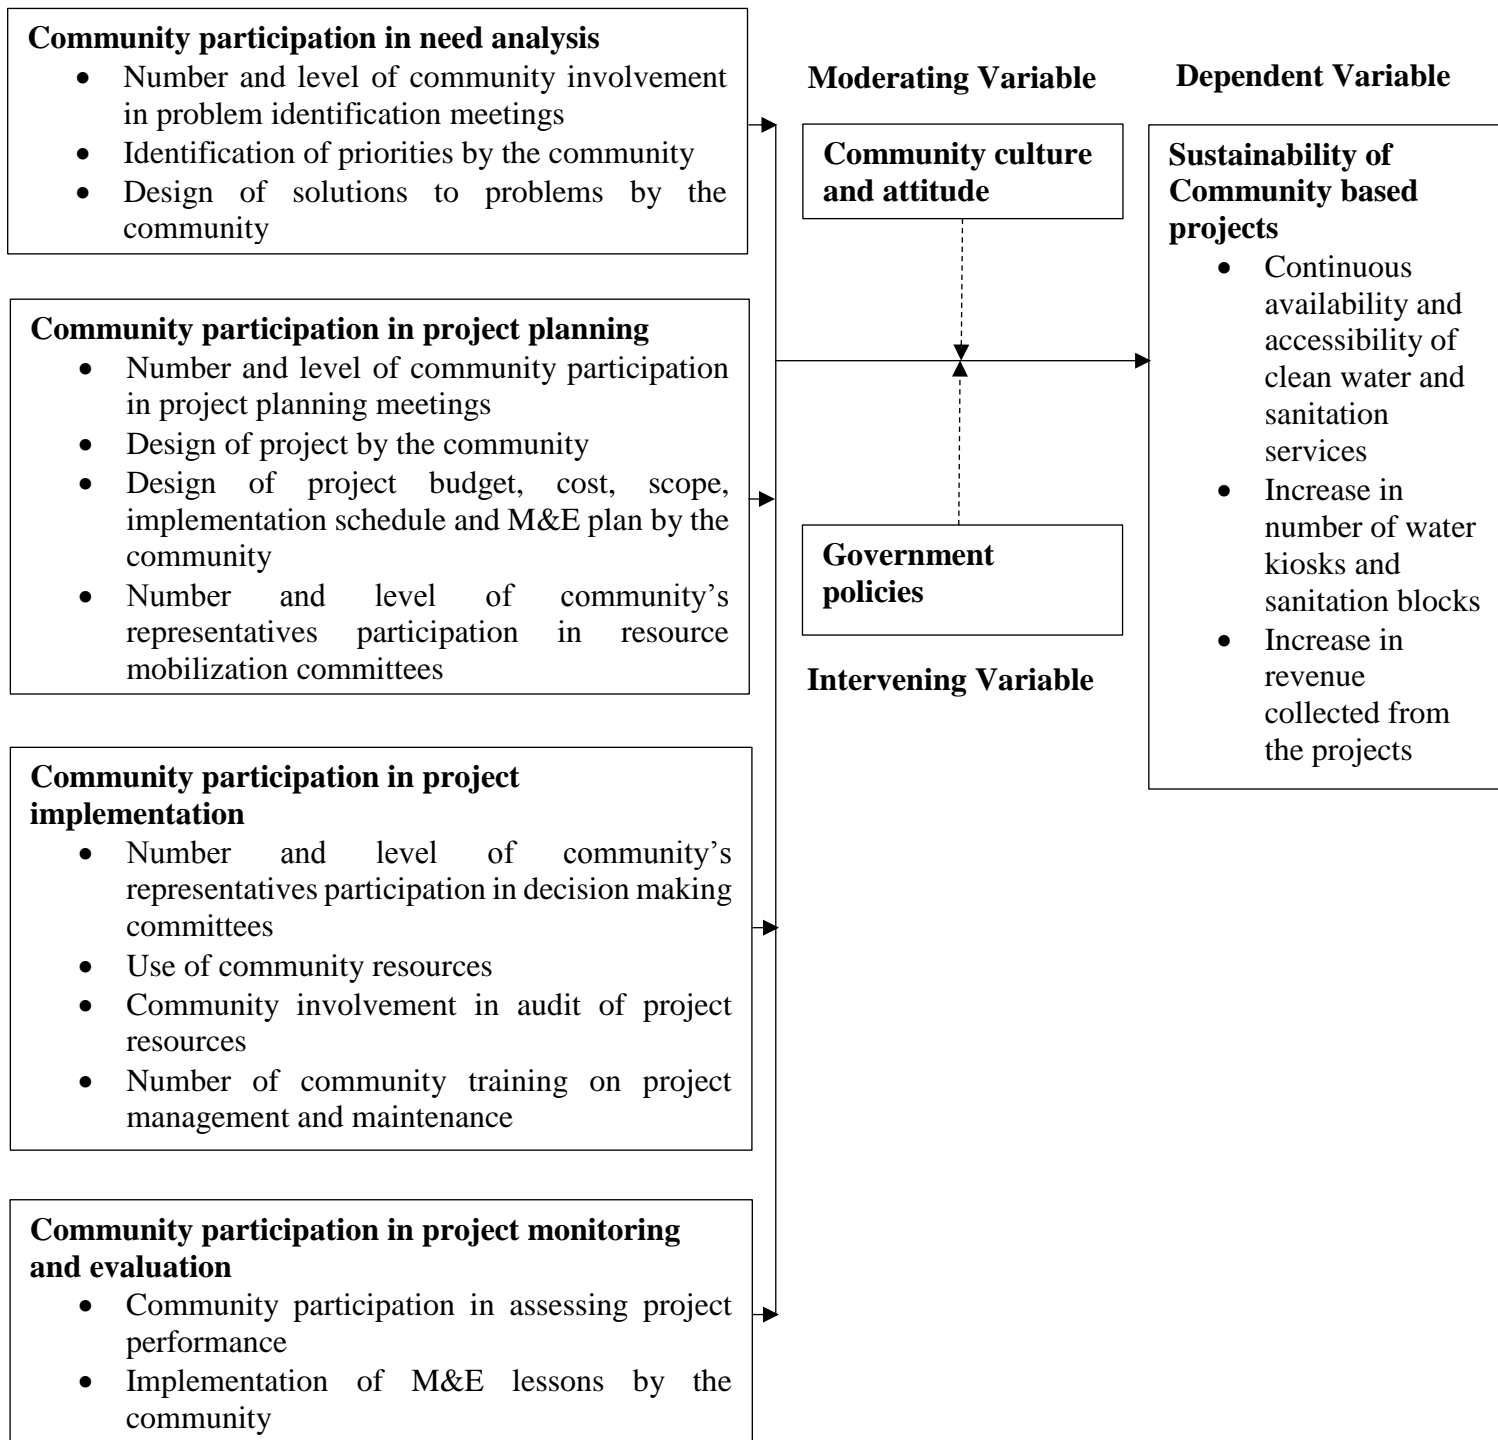 Community participation in need analysis
• Number and level of community involvement
in problem identification meetings
• Identification of priorities by the community
• Design of solutions to problems by the
community
Community participation in project planning
• Number and level of community participation
in project planning meetings
• Design of project by the community
• Design of project budget, cost, scope,
implementation schedule and M&E plan by the
community
• Number and level of community’s
representatives participation in resource
mobilization committees
Community participation in project
implementation
• Number and level of community’s
representatives participation in decision making
committees
• Use of community resources
• Community involvement in audit of project
resources
• Number of community training on project
management and maintenance
Community participation in project monitoring
and evaluation
• Community participation in assessing project
performance
• Implementation of M&E lessons by the
community
Moderating Variable
Community culture
and attitude
Government
policies
Intervening Variable
Dependent Variable
Sustainability of
Community based
projects
• Continuous
availability and
accessibility of
clean water and
sanitation
services
• Increase in
number of water
kiosks and
sanitation blocks
• Increase in
revenue
collected from
the projects